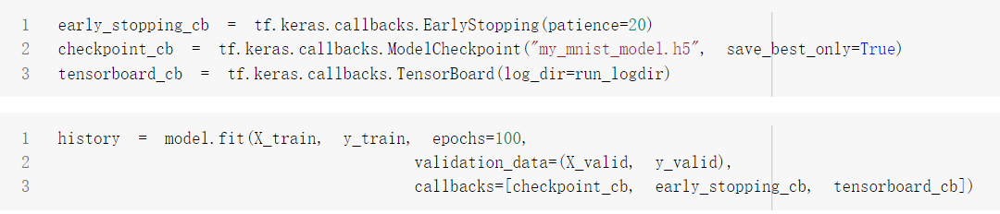 1 early_stopping_cb = tf.keras.callbacks.EarlyStopping(patience=20)
2 checkpoint_cb = tf.keras.callbacks.ModelCheckpoint("my_mnist_model.h5", save_best_only=True)
3 tensorboard_cb = tf.keras.callbacks.TensorBoard(log_dir=run_logdir)
1 history = model.fit(X_train, y_train, epochs=100,
2 validation_data=(X_valid, y_valid),
3 callbacks=[checkpoint_cb, early_stopping_cb, tensorboard_cb])